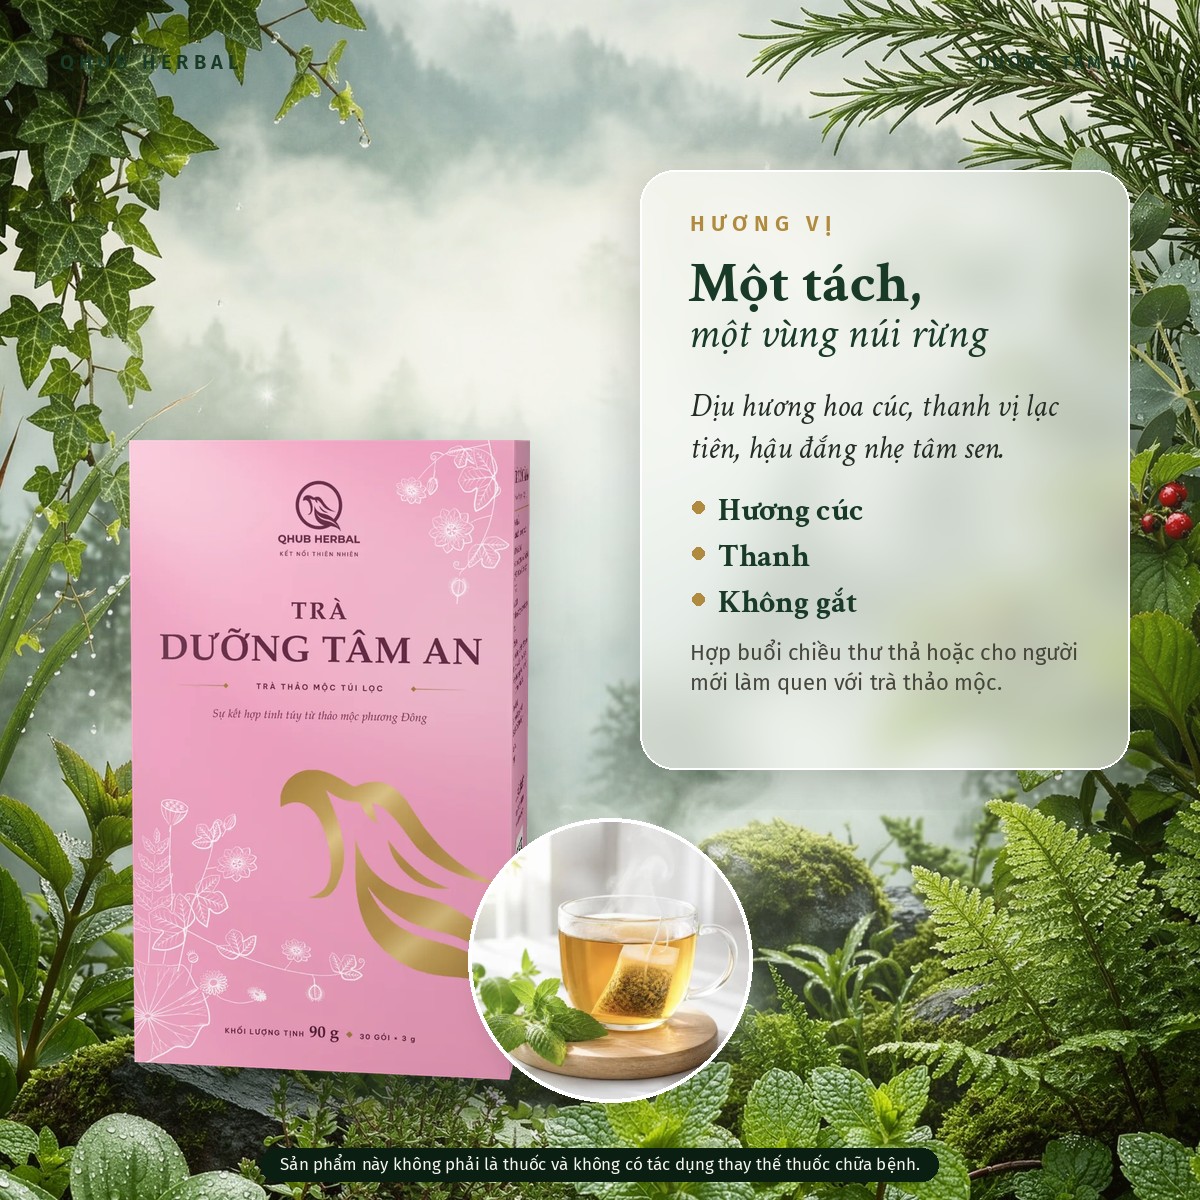 QHUB HERBAL
DƯỠNG TÂM AN
HƯƠNG VỊ
Một tách,
một vùng núi rừng
Dịu hương hoa cúc, thanh vị lạc
tiên, hậu đắng nhẹ tâm sen.
Hương cúc
Thanh
Không gắt
Hợp buổi chiều thư thả hoặc cho người
mới làm quen với trà thảo mộc.
QHUB HERBAL
KẾT NỐI THIÊN NHIÊN
TRÀ
DƯỠNG TÂM AN
TRÀ THẢO MỘC TÚI LỌC
Sự kết hợp tinh túy từ thảo mộc phương Đông
KHỐI LƯỢNG TỊNH 90 g ◆ 30 GÓI × 3 g
Sản phẩm này không phải là thuốc và không có tác dụng thay thế thuốc chữa bệnh.